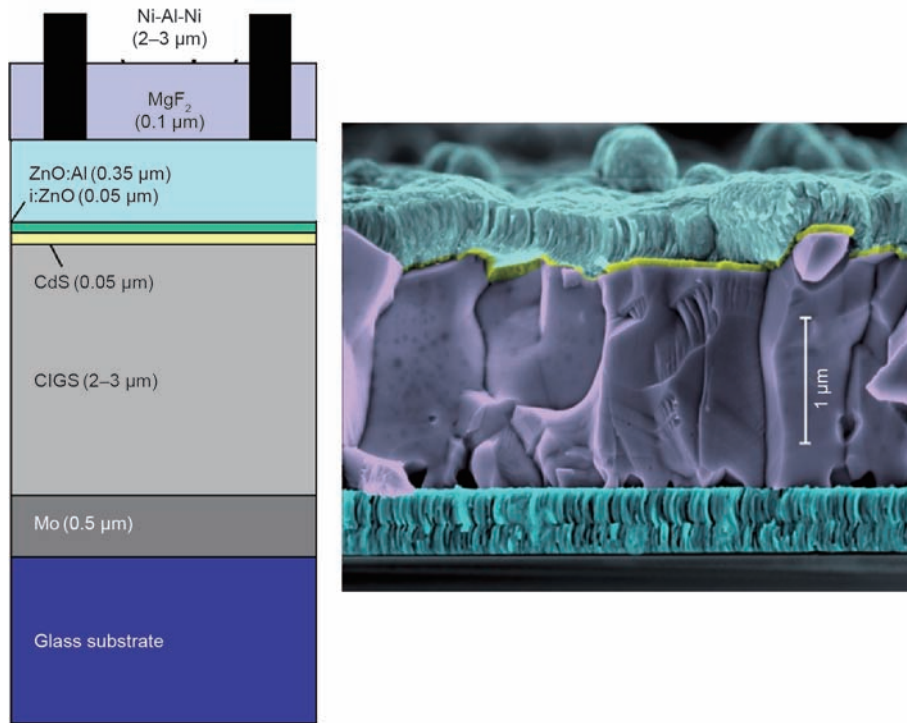 Ni-Al-Ni
(2–3 µm)
MgF2
(0.1 µm)
ZnO:Al (0.35 µm)
i:ZnO (0.05 µm)
CdS (0.05 µm)
CIGS (2–3 µm)
1 µm
Mo (0.5 µm)
Glass substrate